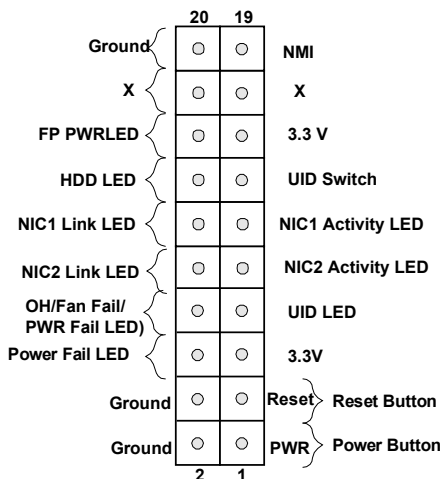 20 19
Ground NMI
X X
FP PWRLED 3.3 V
HDD LED UID Switch
NIC1 Link LED NIC1 Activity LED
NIC2 Link LED NIC2 Activity LED
OH/Fan Fail/
PWR Fail LED) UID LED
Power Fail LED 3.3V
Ground Reset Reset Button
Ground PWR Power Button
2 1